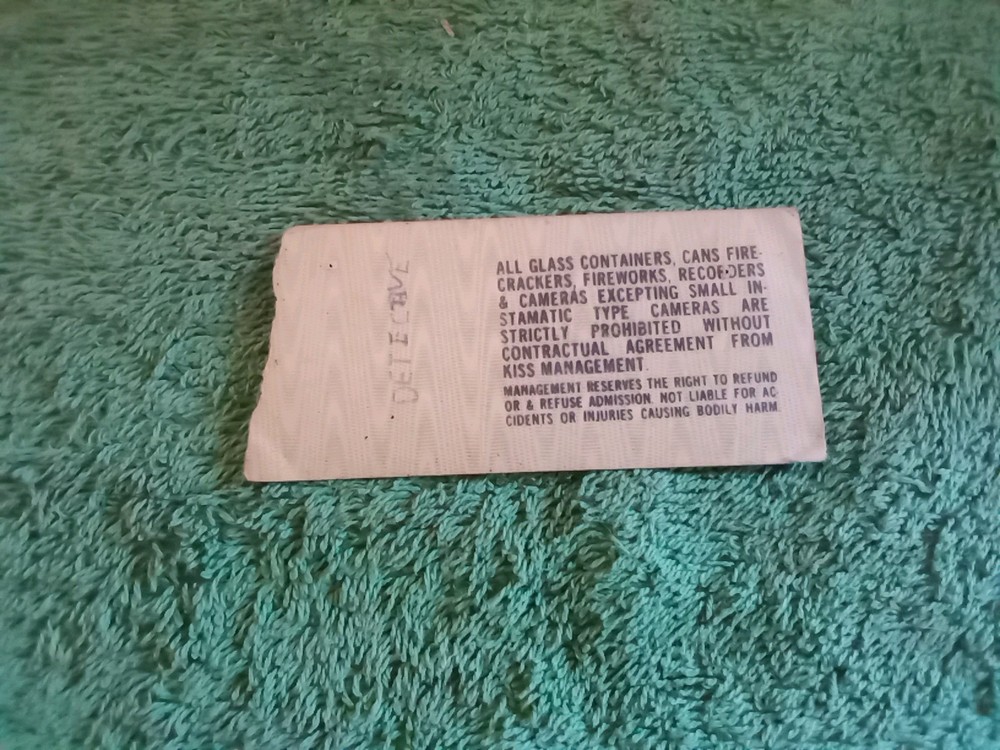 DETECTIVE
ALL GLASS CONTAINERS, CANS FIRE-
CRACKERS, FIREWORKS, RECOEDERS
& CAMERAS EXCEPTING SMALL IN-
STAMATIC TYPE CAMERAS ARE
STRICTLY PROHIBITED WITHOUT
CONTRACTUAL AGREEMENT FROM
KISS MANAGEMENT.
MANAGEMENT RESERVES THE RIGHT TO REFUND
OR & REFUSE ADMISSION. NOT LIABLE FOR AC-
CIDENTS OR INJURIES CAUSING BODILY HARM.